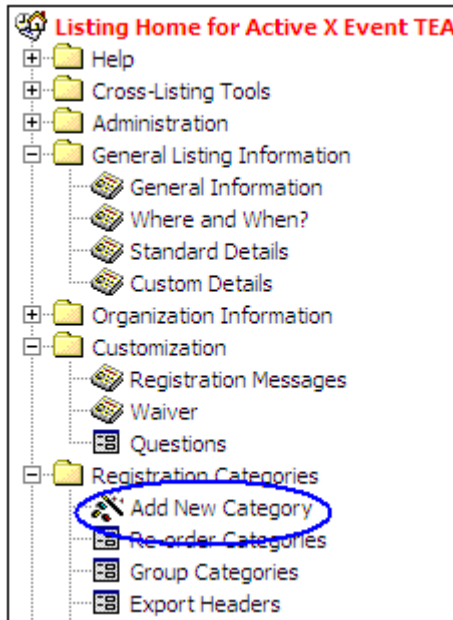 Listing Home for Active X Event TEA
Help
Cross-Listing Tools
Administration
General Listing Information
General Information
Where and When?
Standard Details
Custom Details
Organization Information
Customization
Registration Messages
Waiver
Questions
Registration Categories
Add New Category
Re-order Categories
Group Categories
Export Headers